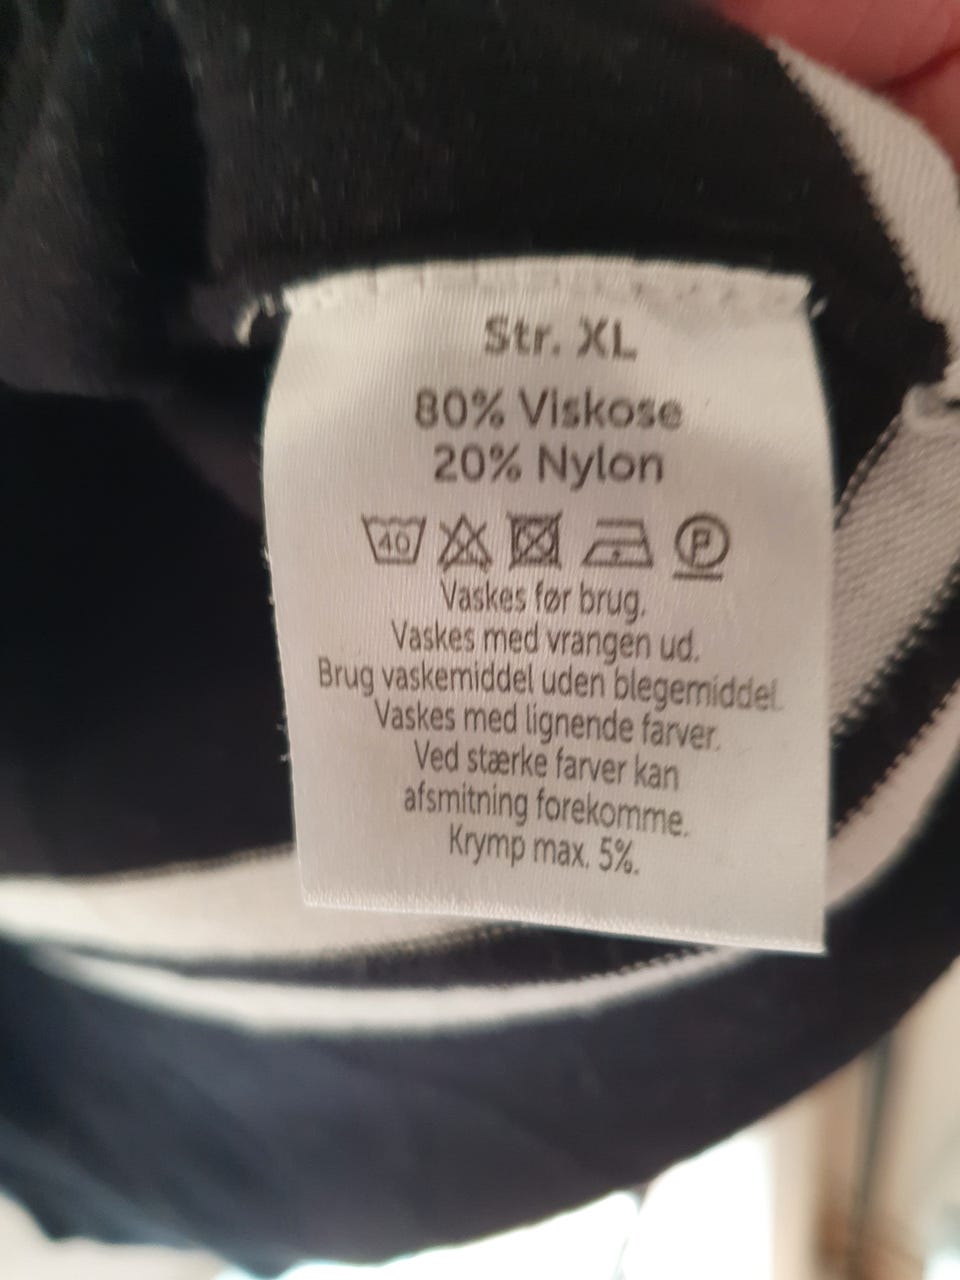 Str. XL
80% Viskose
20% Nylon
40 P
Vaskes før brug.
Vaskes med vrangen ud.
Brug vaskemiddel uden blegemiddel.
Vaskes med lignende farver.
Ved stærke farver kan
afsmitning forekomme.
Krymp max. 5%.